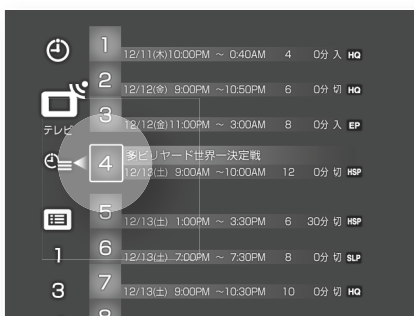 1
12/11(木)10:00PM ~ 0:40AM 4 0分 入 HQ
2
12/12(金) 9:00PM ~10:50PM 6 0分 切 HQ
3
12/12(金)11:00PM ~ 3:00AM 8 0分 入 EP
テレビ
多ビリヤード世界一決定戦
4
12/13(土) 9:00AM ~10:00AM 12 0分 切 HSP
5
12/13(土) 1:00PM ~ 3:30PM 6 30分 切 HSP
1
6
12/13(土) 7:00PM ~ 7:30PM 8 0分 切 SLP
3
7
12/13(土) 9:00PM ~10:30PM 10 0分 切 HQ
8